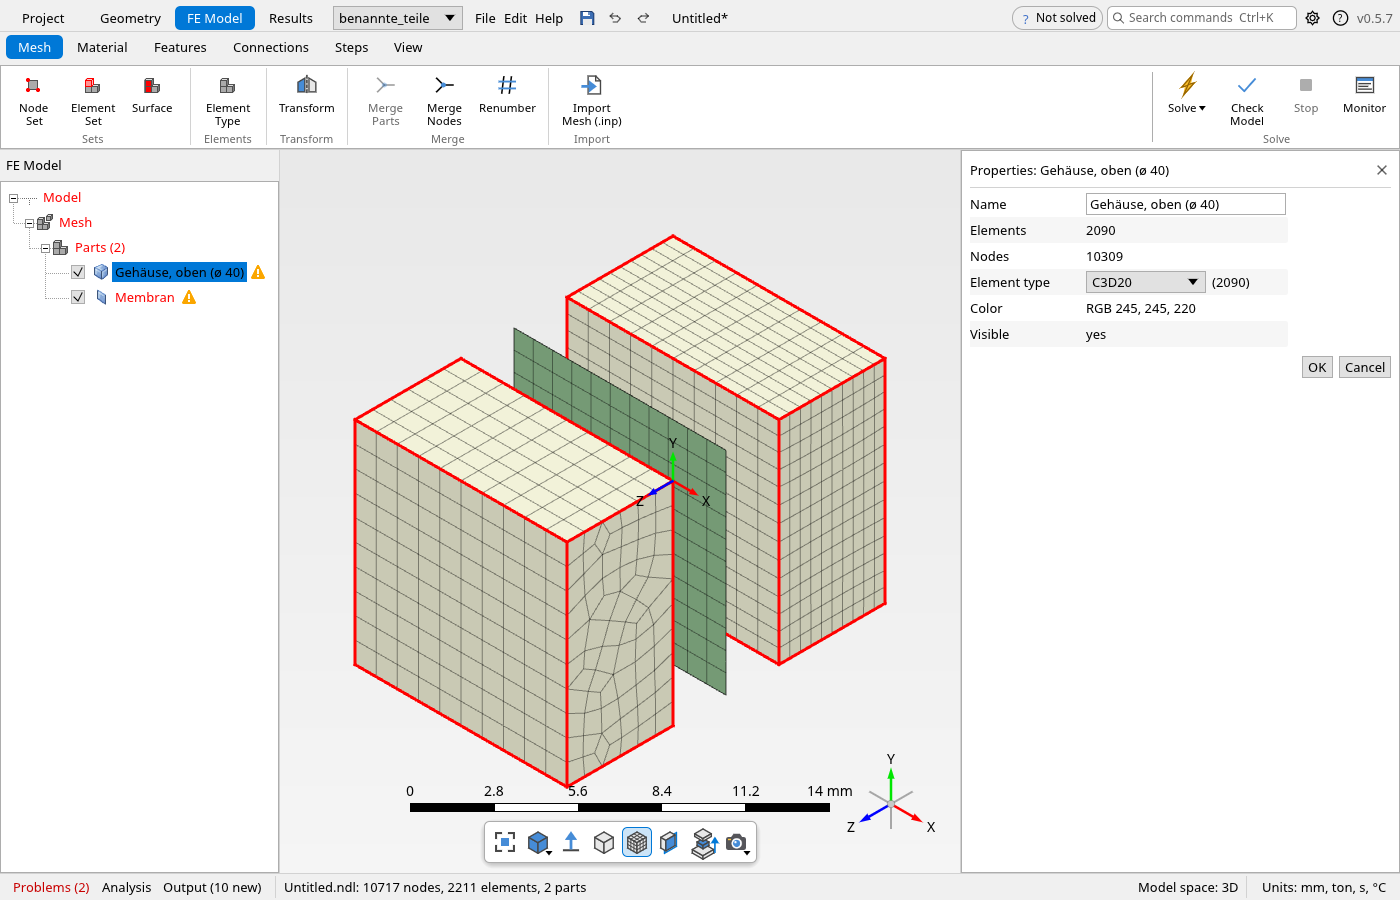 Project Geometry FE Model Results benannte_teile File Edit Help Untitled* ? Not solved Search commands Ctrl+K ? v0.5.7
Mesh Material Features Connections Steps View
Node Set
Element Set
Surface
Sets
Element Type
Elements
Transform
Transform
Merge Parts
Merge Nodes
Renumber
Merge
Import Mesh (.inp)
Import
Solve
Check Model
Stop
Monitor
Solve
FE Model
Model
Mesh
Parts (2)
Gehäuse, oben (ø 40)
Membran
Y
Z X
0 2.8 5.6 8.4 11.2 14 mm
Y
Z X
Properties: Gehäuse, oben (ø 40)
Name Gehäuse, oben (ø 40)
Elements 2090
Nodes 10309
Element type C3D20 (2090)
Color RGB 245, 245, 220
Visible yes
OK Cancel
Problems (2) Analysis Output (10 new) Untitled.ndl: 10717 nodes, 2211 elements, 2 parts Model space: 3D Units: mm, ton, s, °C